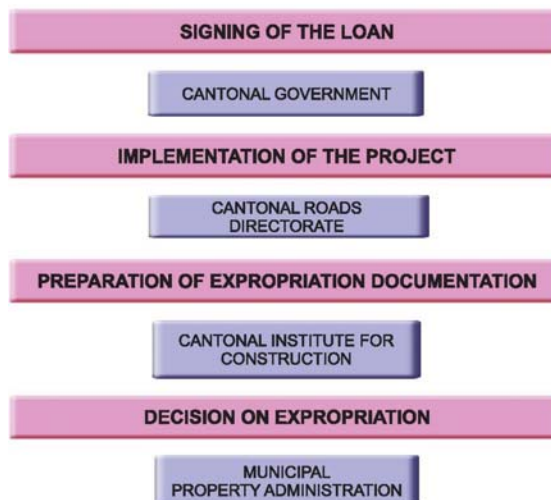 SIGNING OF THE LOAN
CANTONAL GOVERNMENT
IMPLEMENTATION OF THE PROJECT
CANTONAL ROADS
DIRECTORATE
PREPARATION OF EXPROPRIATION DOCUMENTATION
CANTONAL INSTITUTE FOR
CONSTRUCTION
DECISION ON EXPROPRIATION
MUNICIPAL
PROPERTY ADMINISTRATION